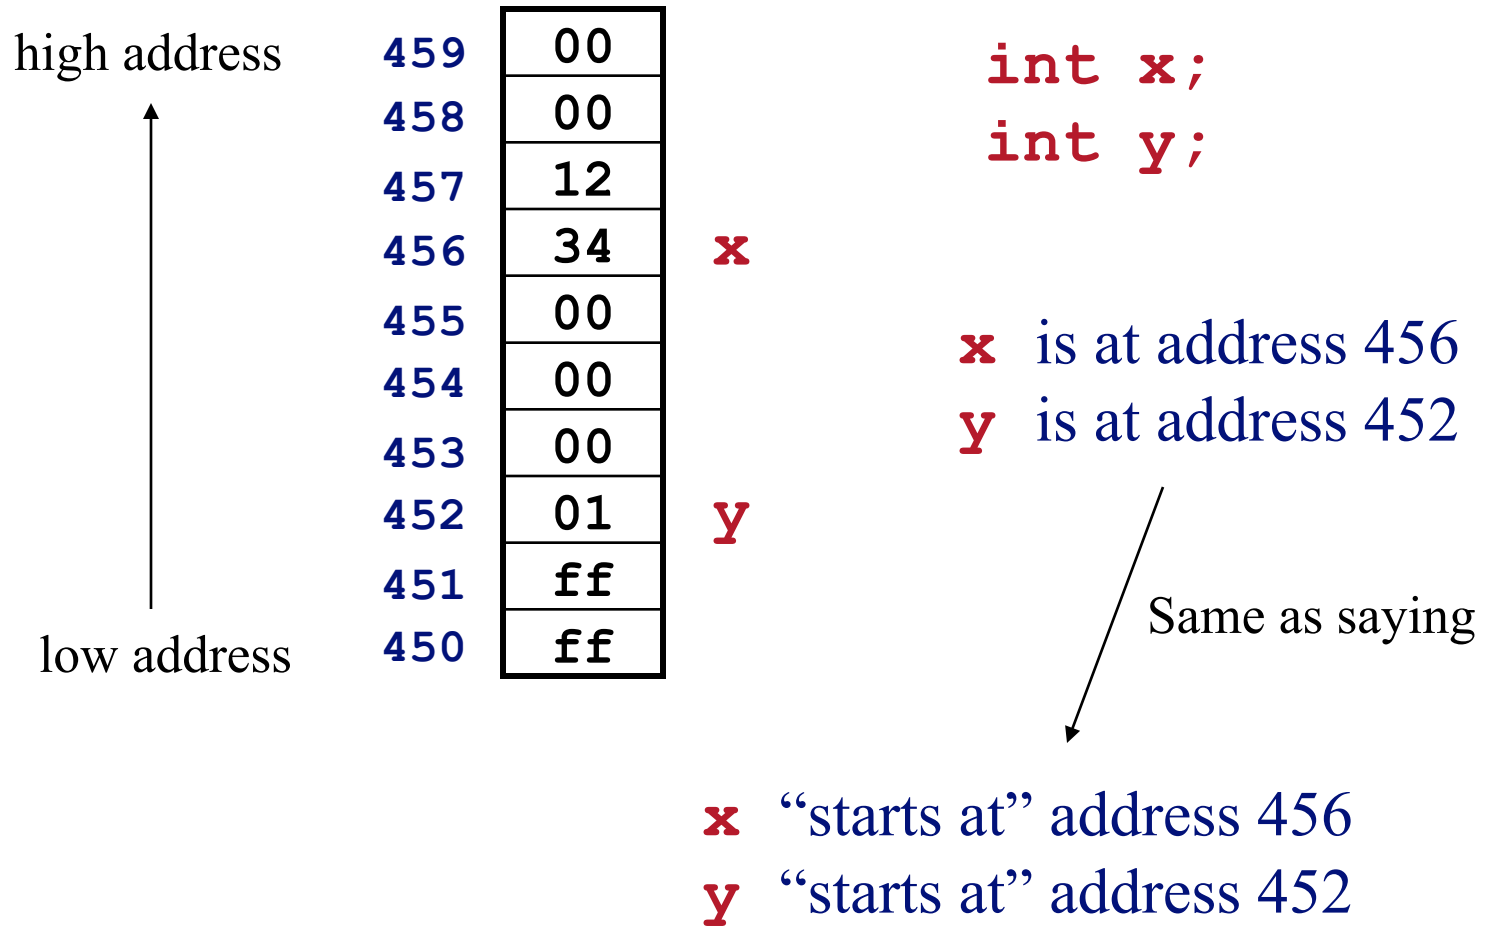 high address
459 00
458 00
457 12
456 34 x
455 00
454 00
453 00
452 01 y
451 ff
450 ff
low address
int x;
int y;
x is at address 456
y is at address 452
Same as saying
x “starts at” address 456
y “starts at” address 452